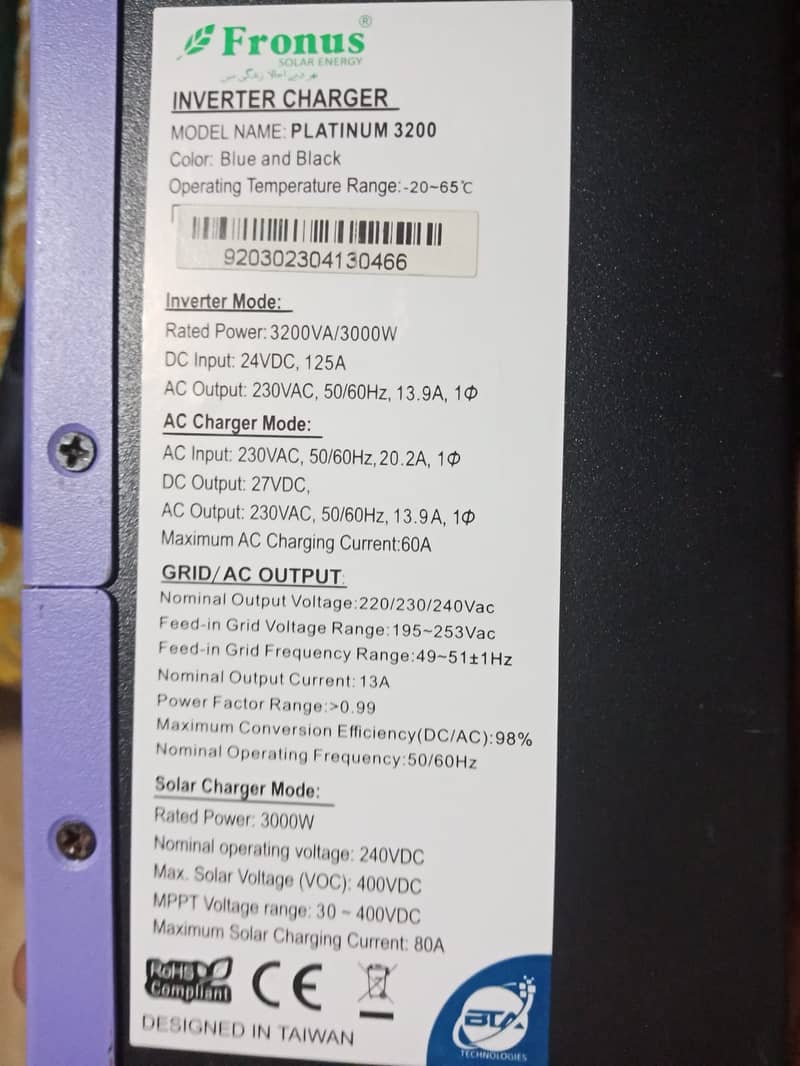 Fronus®
SOLAR ENERGY
INVERTER CHARGER
MODEL NAME: PLATINUM 3200
Color: Blue and Black
Operating Temperature Range:-20~65℃
920302304130466
Inverter Mode:
Rated Power:3200VA/3000W
DC Input: 24VDC, 125A
AC Output: 230VAC, 50/60Hz, 13.9A, 1Φ
AC Charger Mode:
AC Input: 230VAC, 50/60Hz,20.2A, 1Φ
DC Output: 27VDC,
AC Output: 230VAC, 50/60Hz, 13.9A, 1Φ
Maximum AC Charging Current:60A
GRID/AC OUTPUT:
Nominal Output Voltage:220/230/240Vac
Feed-in Grid Voltage Range:195~253Vac
Feed-in Grid Frequency Range:49~51±1Hz
Nominal Output Current:13A
Power Factor Range:>0.99
Maximum Conversion Efficiency(DC/AC):98%
Nominal Operating Frequency:50/60Hz
Solar Charger Mode:
Rated Power: 3000W
Nominal operating voltage: 240VDC
Max. Solar Voltage (VOC): 400VDC
MPPT Voltage range: 30 ~ 400VDC
Maximum Solar Charging Current: 80A
RoHS
Compliant
CE
DESIGNED IN TAIWAN
BTA
TECHNOLOGIES